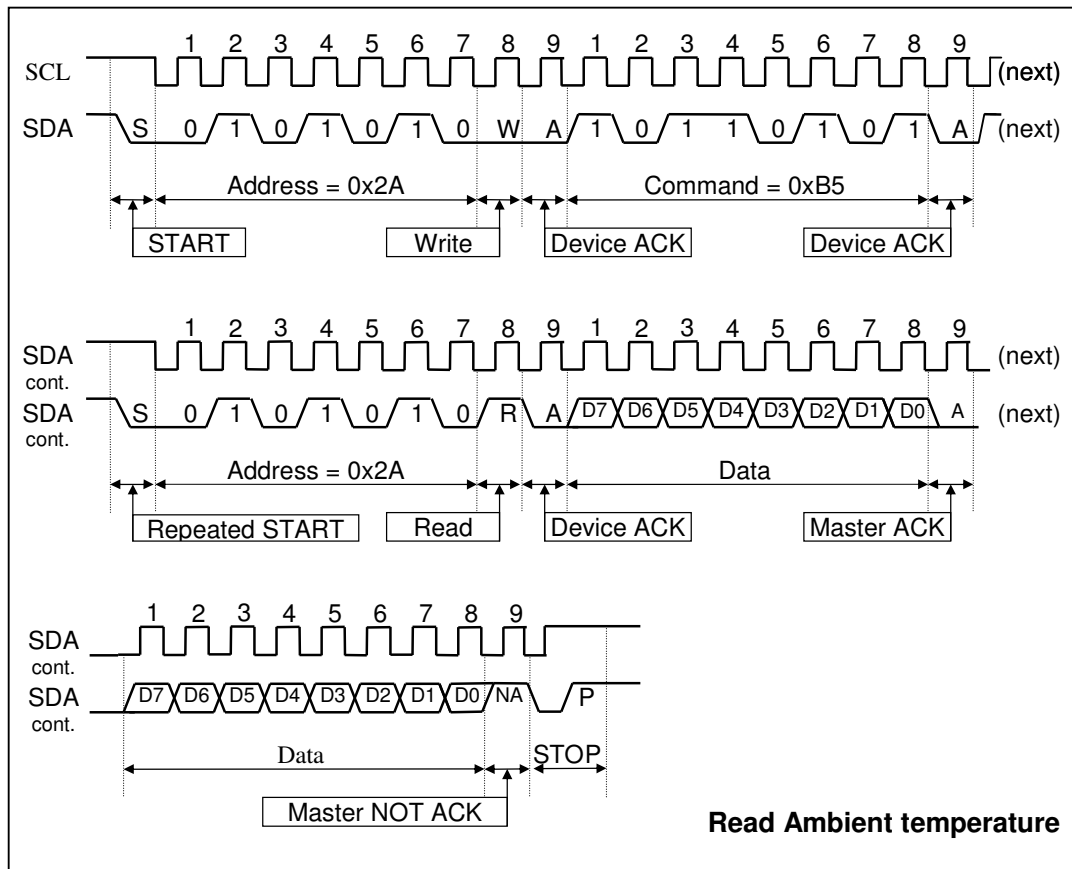 1 2 3 4 5 6 7 8 9 1 2 3 4 5 6 7 8 9
SCL (next)
SDA S 0 1 0 1 0 1 0 W A 1 0 1 1 0 1 0 1 A (next)
Address = 0x2A Command = 0xB5
START Write Device ACK Device ACK
1 2 3 4 5 6 7 8 9 1 2 3 4 5 6 7 8 9
SDA (next)
cont.
SDA S 0 1 0 1 0 1 0 R A D7 D6 D5 D4 D3 D2 D1 D0 A (next)
cont.
Address = 0x2A Data
Repeated START Read Device ACK Master ACK
1 2 3 4 5 6 7 8 9
SDA
cont.
SDA D7 D6 D5 D4 D3 D2 D1 D0 NA P
cont.
Data STOP
Master NOT ACK
Read Ambient temperature